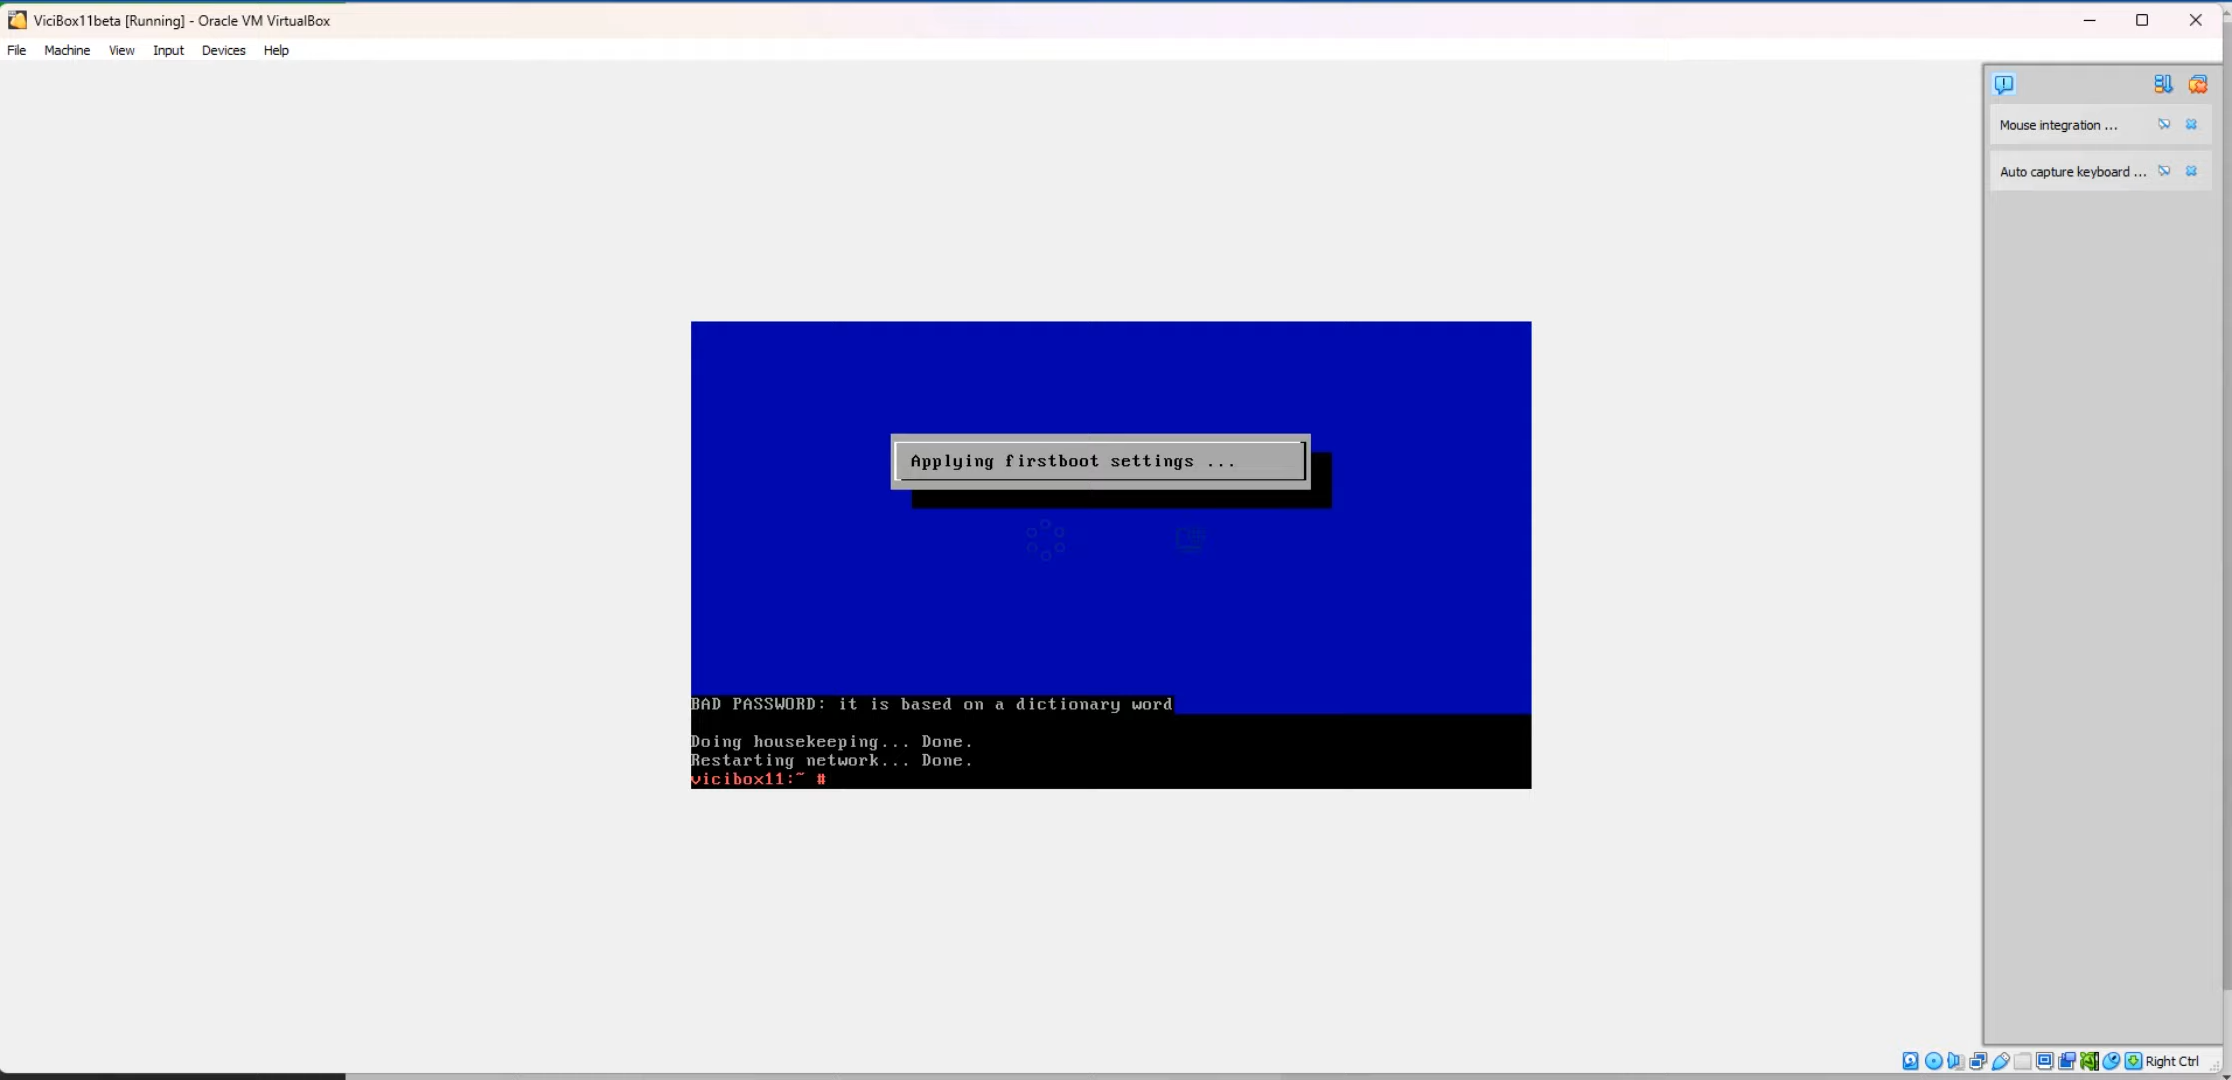 ViciBox11beta [Running] - Oracle VM VirtualBox
File Machine View Input Devices Help
Mouse integration ...
Auto capture keyboard ...
Applying firstboot settings ...
BAD PASSWORD: it is based on a dictionary word
Doing housekeeping... Done.
Restarting network... Done.
vicibox11:~ #
Right Ctrl